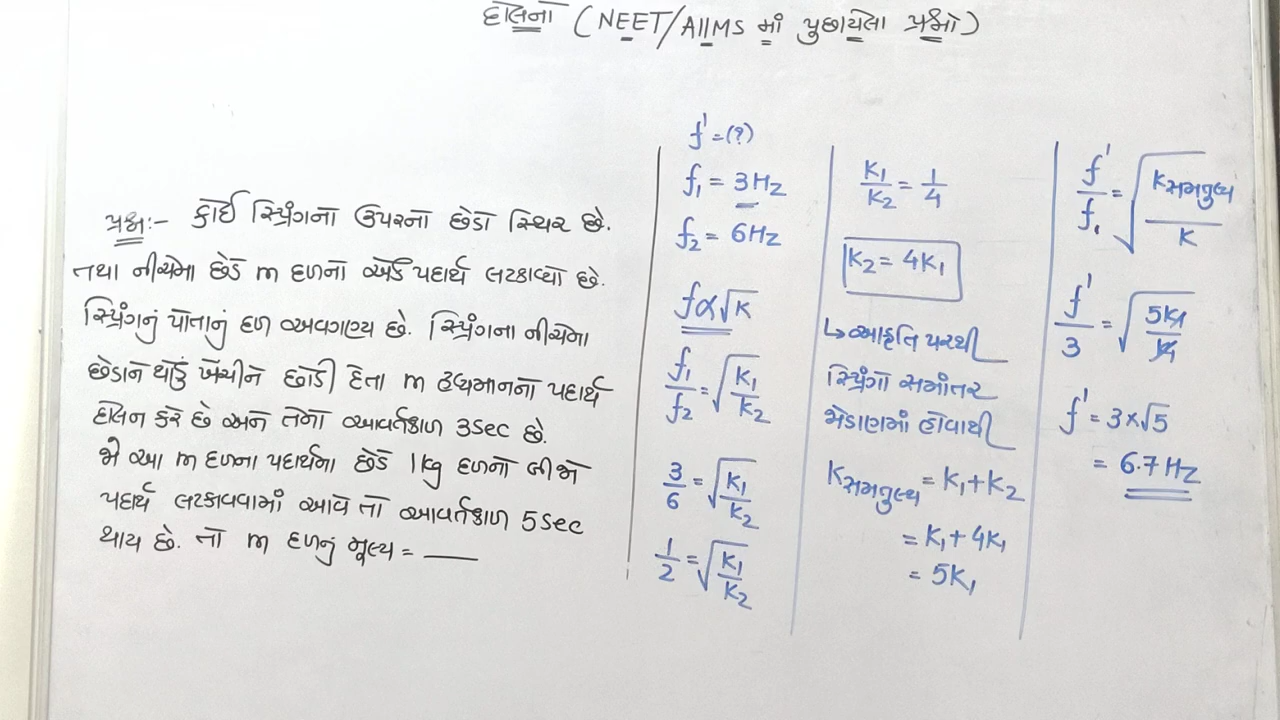 દોલનો (NEET/AIIMS માં પુછાયેલા પ્રશ્નો)
પ્રશ્ન:- કોઈ સ્પ્રિંગના ઉપરના છેડા સ્થિર છે.
તથા નીચેના છેડે m દળનો એક પદાર્થ લટકાવ્યો છે.
સ્પ્રિંગનું પોતાનું દળ અવગણ્ય છે. સ્પ્રિંગના નીચેના
છેડાને થોડું ખેંચીને છોડી દેતા m દ્રવ્યમાનનો પદાર્થ
દોલન કરે છે અને તેનો આવર્તકાળ 3sec છે.
જો આ m દળના પદાર્થના છેડે 1kg દળનો બીજો
પદાર્થ લટકાવવામાં આવે તો આવર્તકાળ 5sec
થાય છે. તો m દળનું મૂલ્ય = ____
f' = (?)
f₁ = 3Hz
f₂ = 6Hz
f α √K
f₁/f₂ = √(K₁/K₂)
3/6 = √(K₁/K₂)
1/2 = √(K₁/K₂)
K₁/K₂ = 1/4
K₂ = 4K₁
↳ આકૃતિ પરથી
સ્પ્રિંગો સમાંતર
જોડાણમાં હોવાથી
Kસમતુલ્ય = K₁+K₂
= K₁+4K₁
= 5K₁
f'/f₁ = √(Kસમતુલ્ય/K)
f'/3 = √(5K₁/K₁)
f' = 3×√5
= 6.7 Hz